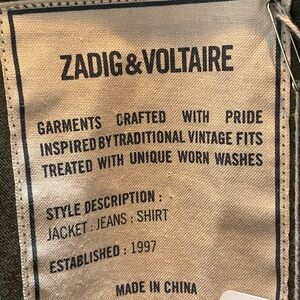 ZADIG&VOLTAIRE
GARMENTS CRAFTED WITH PRIDE
INSPIRED BY TRADITIONAL VINTAGE FITS
TREATED WITH UNIQUE WORN WASHES
STYLE DESCRIPTION :
JACKET : JEANS : SHIRT
ESTABLISHED : 1997
MADE IN CHINA